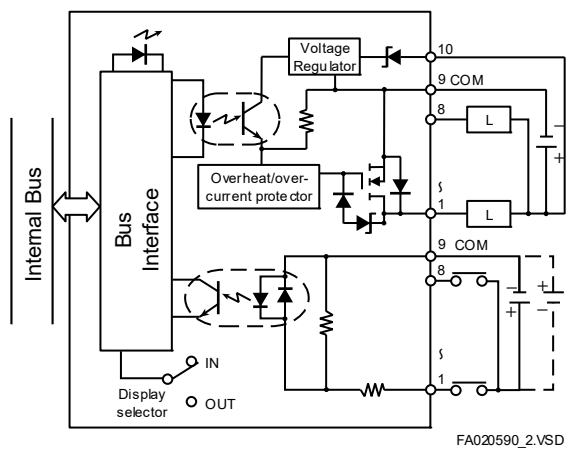 Voltage
Regulator
10
9 COM
8
L
−
+
Overheat/over-
current protector
~
1
L
Internal Bus
Bus
Interface
9 COM
8
−
+
+
−
~
1
IN
Display
selector
OUT
FA020590_2.VSD